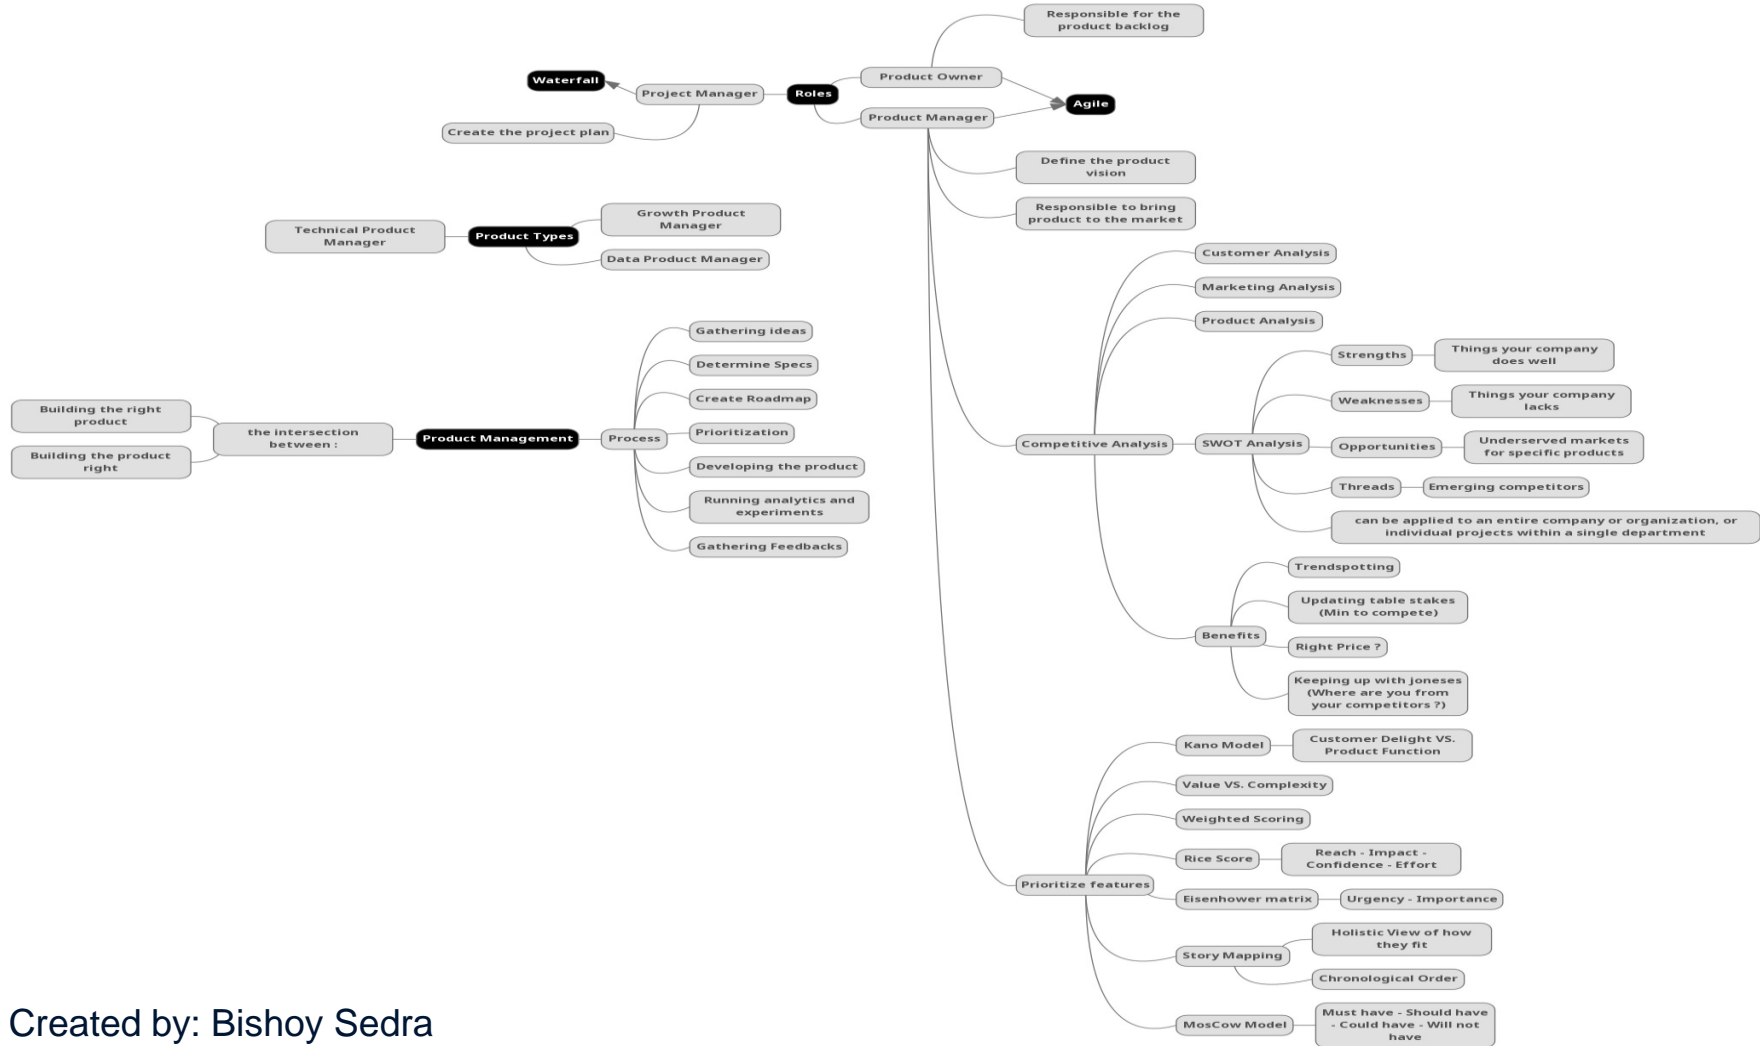 Responsible for the
product backlog
Waterfall
Project Manager
Roles
Product Owner
Agile
Product Manager
Create the project plan
Define the product
vision
Responsible to bring
product to the market
Technical Product
Manager
Product Types
Growth Product
Manager
Data Product Manager
Building the right
product
Building the product
right
the intersection
between :
Product Management
Process
Gathering ideas
Determine Specs
Create Roadmap
Prioritization
Developing the product
Running analytics and
experiments
Gathering Feedbacks
Competitive Analysis
Customer Analysis
Marketing Analysis
Product Analysis
SWOT Analysis
Strengths
Things your company
does well
Weaknesses
Things your company
lacks
Opportunities
Underserved markets
for specific products
Threads
Emerging competitors
can be applied to an entire company or organization, or
individual projects within a single department
Benefits
Trendspotting
Updating table stakes
(Min to compete)
Right Price ?
Keeping up with joneses
(Where are you from
your competitors ?)
Prioritize features
Kano Model
Customer Delight VS.
Product Function
Value VS. Complexity
Weighted Scoring
Rice Score
Reach - Impact -
Confidence - Effort
Eisenhower matrix
Urgency - Importance
Story Mapping
Holistic View of how
they fit
Chronological Order
MosCow Model
Must have - Should have
- Could have - Will not
have
Created by: Bishoy Sedra